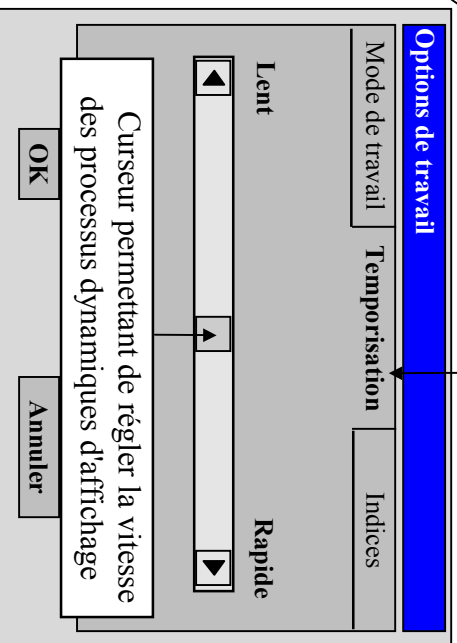 Options de travail
Mode de travail
Temporisation
Indices
Lent
Rapide
Curseur permettant de régler la vitesse
des processus dynamiques d'affichage
OK
Annuler